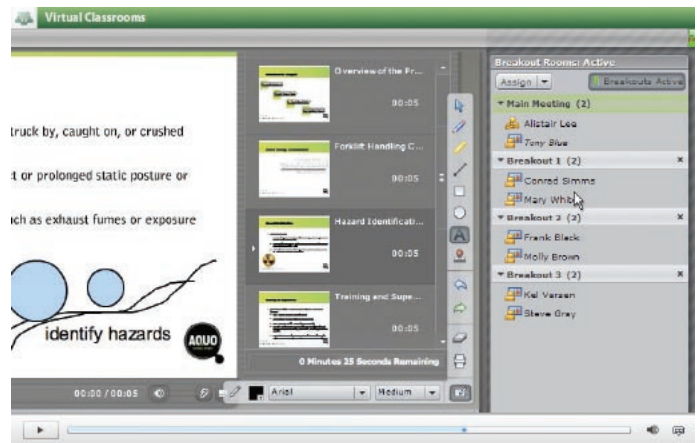 Virtual Classrooms
truck by, caught on, or crushed
ct or prolonged static posture or
uch as exhaust fumes or exposure
identify hazards
AQUO
Overview of the Pr...
00:05
Forklift Handling C...
00:05
Hazard Identificati...
00:05
Training and Supe...
00:05
0 Minutes 25 Seconds Remaining
00:00 / 00:05
Arial
Medium
Breakout Rooms: Active
Assign
Breakouts Active
Main Meeting (2)
Alistair Lee
Tony Blue
Breakout 1 (2)
Conrad Simms
Mary White
Breakout 2 (2)
Frank Black
Molly Brown
Breakout 3 (2)
Kel Varsen
Steve Gray